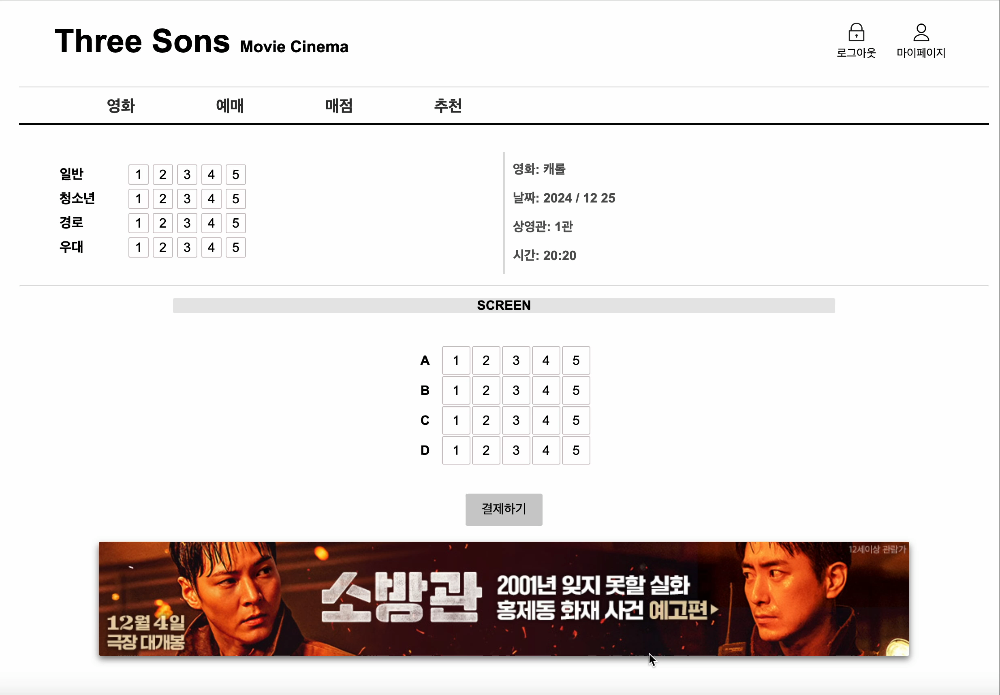 Three Sons Movie Cinema
로그아웃 마이페이지
영화 예매 매점 추천
일반 1 2 3 4 5
청소년 1 2 3 4 5
경로 1 2 3 4 5
우대 1 2 3 4 5
영화: 캐롤
날짜: 2024 / 12 25
상영관: 1관
시간: 20:20
SCREEN
A 1 2 3 4 5
B 1 2 3 4 5
C 1 2 3 4 5
D 1 2 3 4 5
결제하기
12세이상 관람가
소방관
2001년 잊지 못할 실화
홍제동 화재 사건 예고편▶
12월 4일
극장 대개봉